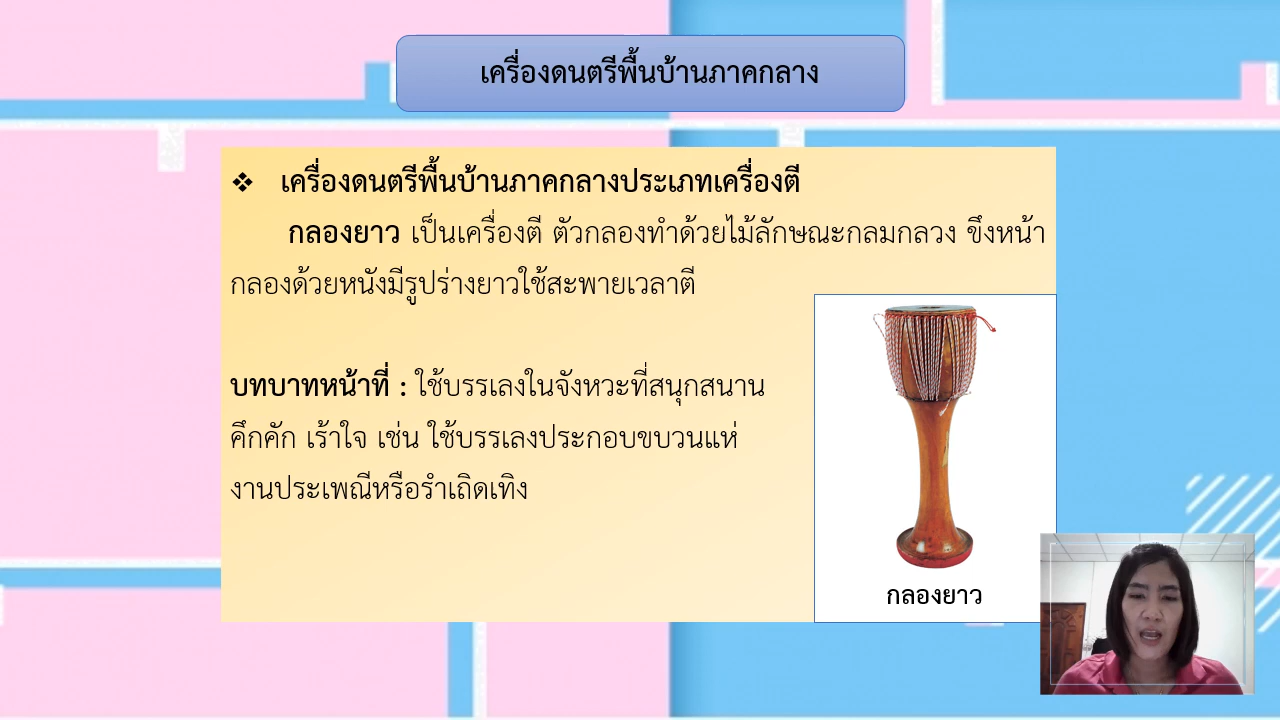 เครื่องดนตรีพื้นบ้านภาคกลาง
❖ เครื่องดนตรีพื้นบ้านภาคกลางประเภทเครื่องตี
กลองยาว เป็นเครื่องตี ตัวกลองทำด้วยไม้ลักษณะกลมกลวง ขึงหน้า
กลองด้วยหนังมีรูปร่างยาวใช้สะพายเวลาตี
บทบาทหน้าที่ : ใช้บรรเลงในจังหวะที่สนุกสนาน
คึกคัก เร้าใจ เช่น ใช้บรรเลงประกอบขบวนแห่
งานประเพณีหรือรำเถิดเทิง
กลองยาว